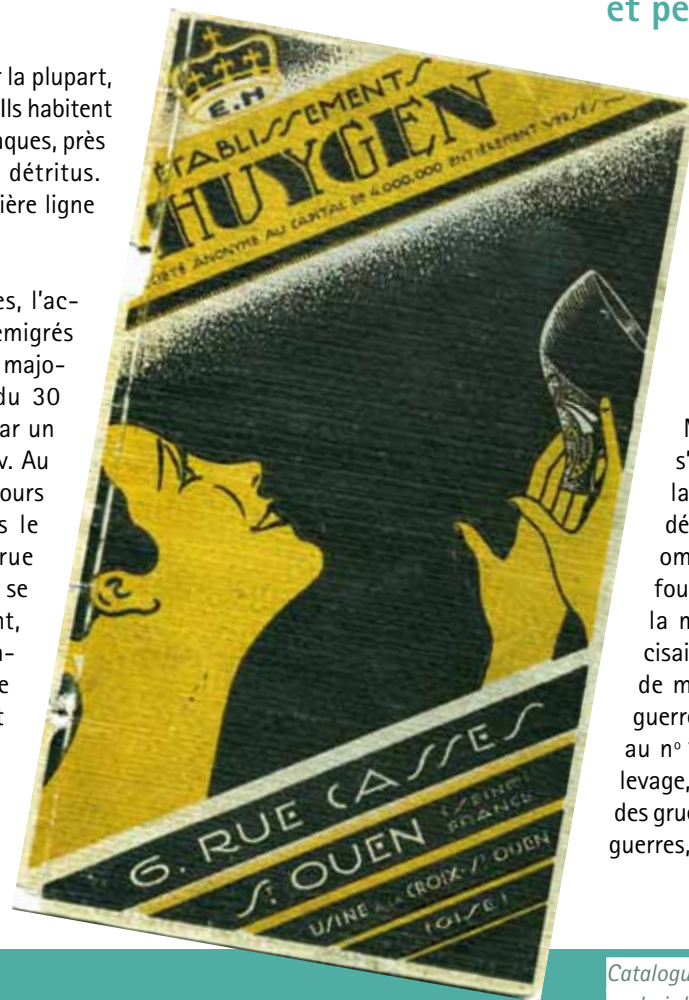 et pe
r la plupart,
Ils habitent
aques, près
détritus.
ière ligne
es, l'ac-
émigrés
majo-
du 30
ar un
v. Au
ours
s le
rue
se
nt,
n-
e
t
E.H
ÉTABLISSEMENTS
HUYGEN
SOCIÉTÉ ANONYME AU CAPITAL DE 4.000.000 ENTIÈREMENT VERSÉS
6. RUE CASSES
St OUEN (SEINE)
FRANCE
USINE À LA CROIX-St OUEN
(OISE)
s'
la
dé
om
fou
la n
cisai
de m
guerre
au nº
levage,
des grue
guerres,
Catalogu